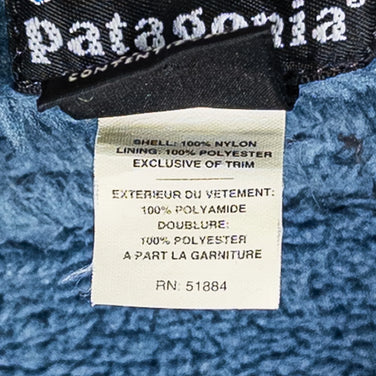 patagonia®
SHELL: 100% NYLON
LINING: 100% POLYESTER
EXCLUSIVE OF TRIM
EXTERIEUR DU VETEMENT:
100% POLYAMIDE
DOUBLURE:
100% POLYESTER
A PART LA GARNITURE
RN: 51884